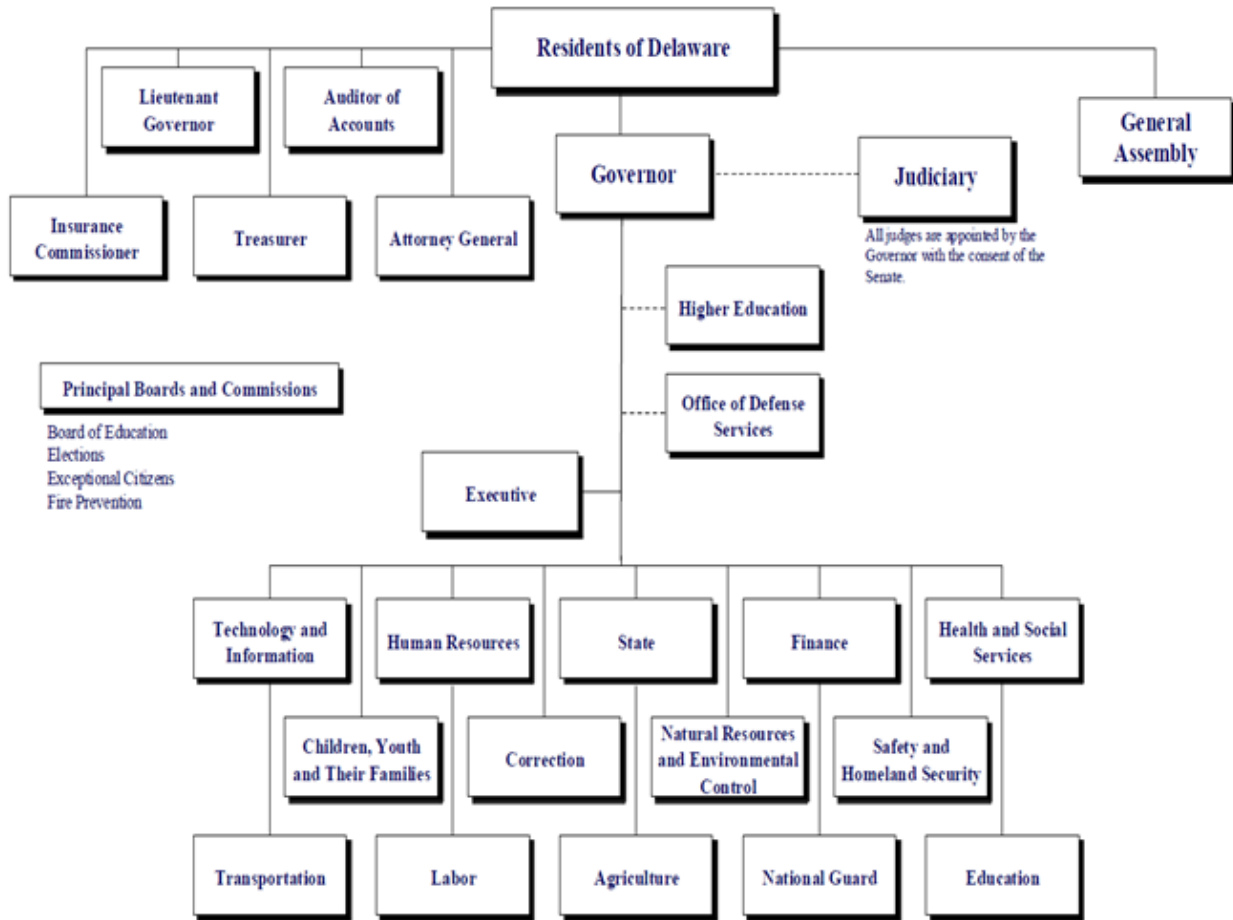 Residents of Delaware
Lieutenant
Governor
Auditor of
Accounts
General
Assembly
Governor
Judiciary
All judges are appointed by the
Governor with the consent of the
Senate.
Insurance
Commissioner
Treasurer
Attorney General
Higher Education
Principal Boards and Commissions
Board of Education
Elections
Exceptional Citizens
Fire Prevention
Office of Defense
Services
Executive
Technology and
Information
Human Resources
State
Finance
Health and Social
Services
Children, Youth
and Their Families
Correction
Natural Resources
and Environmental
Control
Safety and
Homeland Security
Transportation
Labor
Agriculture
National Guard
Education